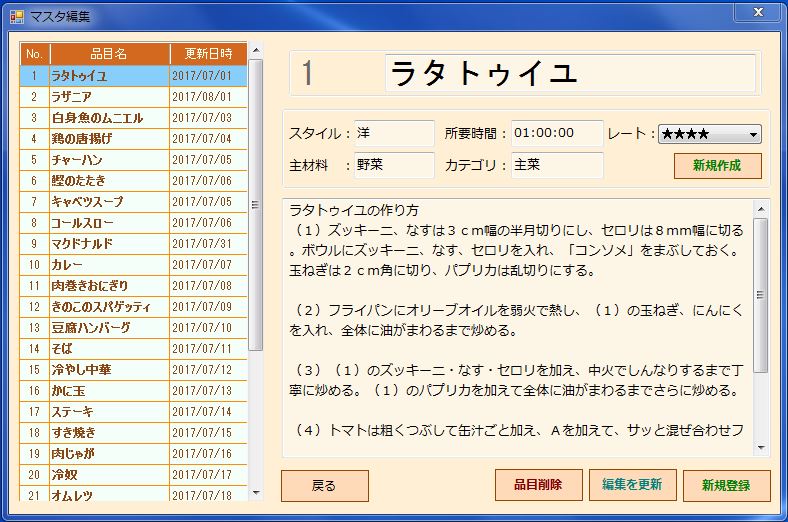 マスタ編集
No. 品目名 更新日時
1 ラタトゥイユ 2017/07/01
2 ラザニア 2017/08/01
3 白身魚のムニエル 2017/07/03
4 鶏の唐揚げ 2017/07/04
5 チャーハン 2017/07/05
6 鰹のたたき 2017/07/06
7 キャベツスープ 2017/07/05
8 コールスロー 2017/07/06
9 マクドナルド 2017/07/31
10 カレー 2017/07/07
11 肉巻きおにぎり 2017/07/08
12 きのこのスパゲッティ 2017/07/09
13 豆腐ハンバーグ 2017/07/10
14 そば 2017/07/11
15 冷やし中華 2017/07/12
16 かに玉 2017/07/13
17 ステーキ 2017/07/14
18 すき焼き 2017/07/15
19 肉じゃが 2017/07/16
20 冷奴 2017/07/17
21 オムレツ 2017/07/18
1 ラタトゥイユ
スタイル： 洋 所要時間： 01:00:00 レート： ★★★★
主材料 ： 野菜 カテゴリ： 主菜 新規作成
ラタトゥイユの作り方
（１）ズッキーニ、なすは３ｃｍ幅の半月切りにし、セロリは８ｍｍ幅に切る
。ボウルにズッキーニ、なす、セロリを入れ、「コンソメ」をまぶしておく。
玉ねぎは２ｃｍ角に切り、パプリカは乱切りにする。
（２）フライパンにオリーブオイルを弱火で熱し、（１）の玉ねぎ、にんにく
を入れ、全体に油がまわるまで炒める。
（３）（１）のズッキーニ・なす・セロリを加え、中火でしんなりするまで丁
寧に炒める。（１）のパプリカを加えて全体に油がまわるまでさらに炒める。
（４）トマトは粗くつぶして缶汁ごと加え、Ａを加えて、サッと混ぜ合わせフ
戻る 品目削除 編集を更新 新規登録